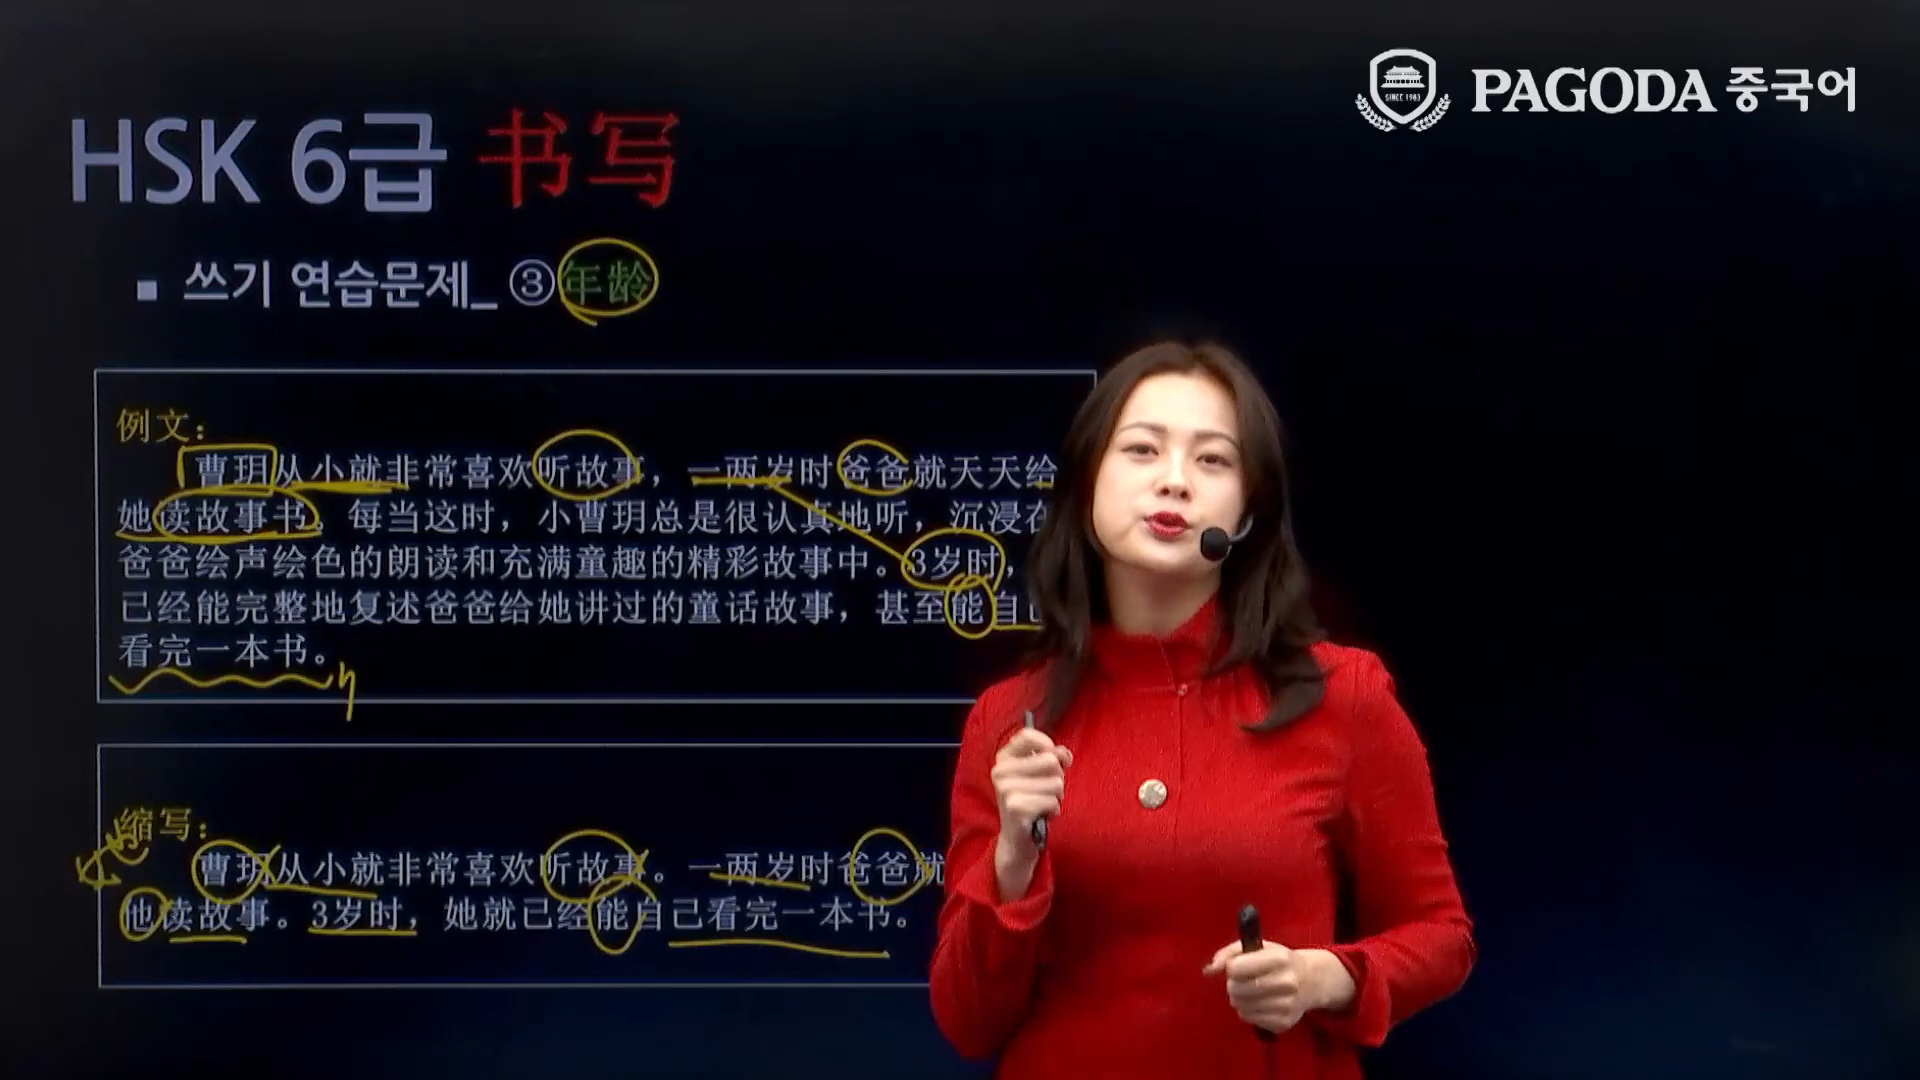 SINCE 1983
PAGODA 중국어
HSK 6급 书写
■ 쓰기 연습문제_ ③年龄
例文：
曹玥从小就非常喜欢听故事，一两岁时爸爸就天天给
她读故事书。每当这时，小曹玥总是很认真地听，沉浸在
爸爸绘声绘色的朗读和充满童趣的精彩故事中。3岁时，
已经能完整地复述爸爸给她讲过的童话故事，甚至能自己
看完一本书。
缩写：
曹玥从小就非常喜欢听故事。一两岁时爸爸就
他读故事。3岁时，她就已经能自己看完一本书。